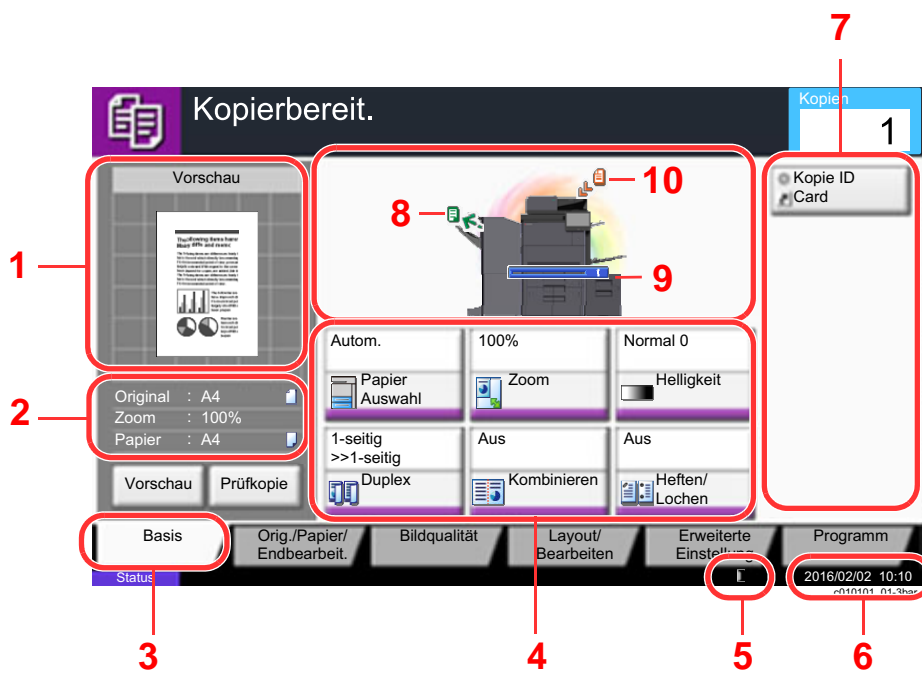 7
Kopierbereit.
Kopien
1
Vorschau
10
8
9
Kopie ID
Card
1
Autom.
100%
Normal 0
Papier
Auswahl
Zoom
Helligkeit
2
Original : A4
Zoom : 100%
Papier : A4
1-seitig
>>1-seitig
Aus
Aus
Duplex
Kombinieren
Heften/
Lochen
Vorschau
Prüfkopie
Basis
Orig./Papier/
Endbearbeit.
Bildqualität
Layout/
Bearbeiten
Erweiterte
Einstellung
Programm
Status
2016/02/02 10:10
3
4
5
6